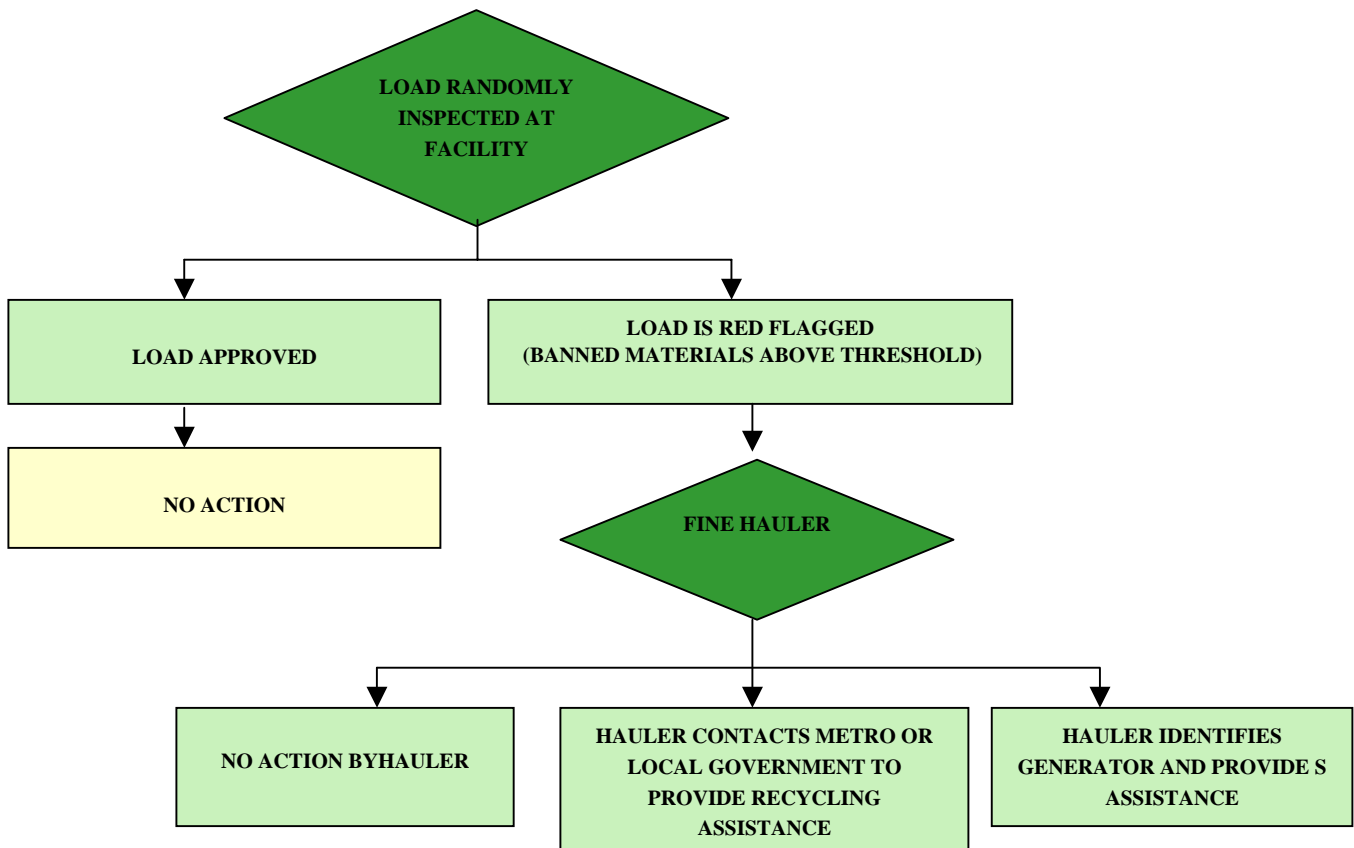 LOAD RANDOMLY
INSPECTED AT
FACILITY
LOAD APPROVED
LOAD IS RED FLAGGED
(BANNED MATERIALS ABOVE THRESHOLD)
NO ACTION
FINE HAULER
NO ACTION BYHAULER
HAULER CONTACTS METRO OR
LOCAL GOVERNMENT TO
PROVIDE RECYCLING
ASSISTANCE
HAULER IDENTIFIES
GENERATOR AND PROVIDE S
ASSISTANCE